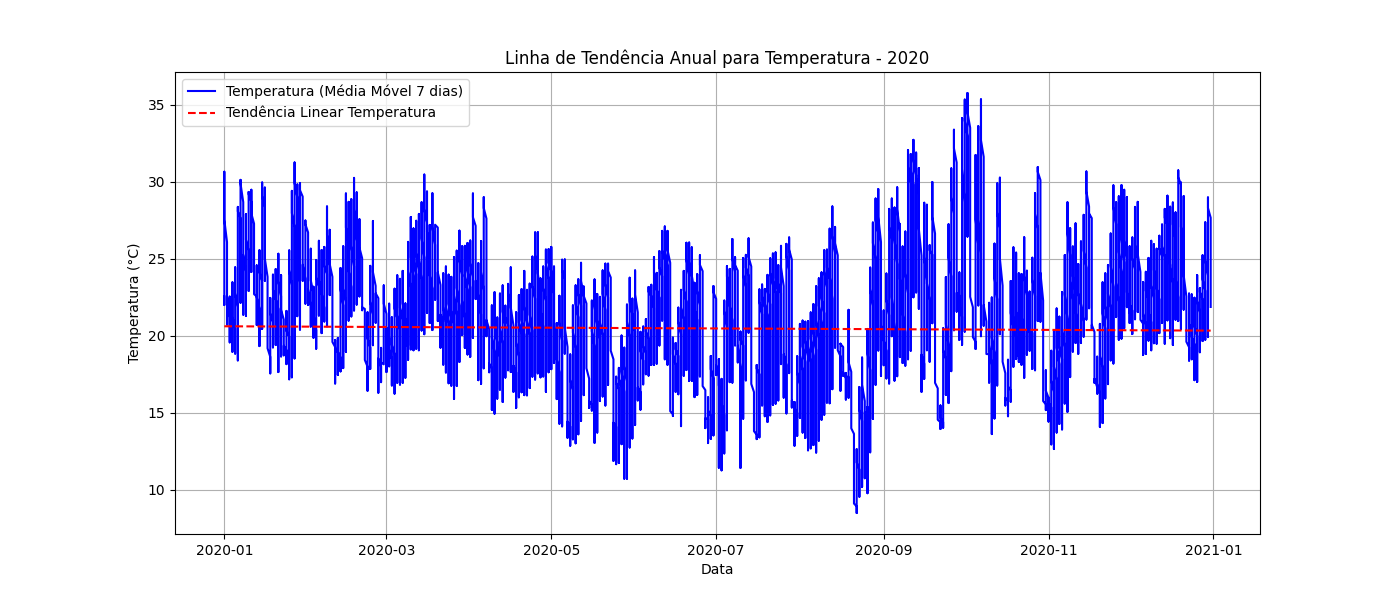 Linha de Tendência Anual para Temperatura - 2020
Temperatura (Média Móvel 7 dias)
Tendência Linear Temperatura
Temperatura (°C)
35
30
25
20
15
10
2020-01
2020-03
2020-05
2020-07
2020-09
2020-11
2021-01
Data